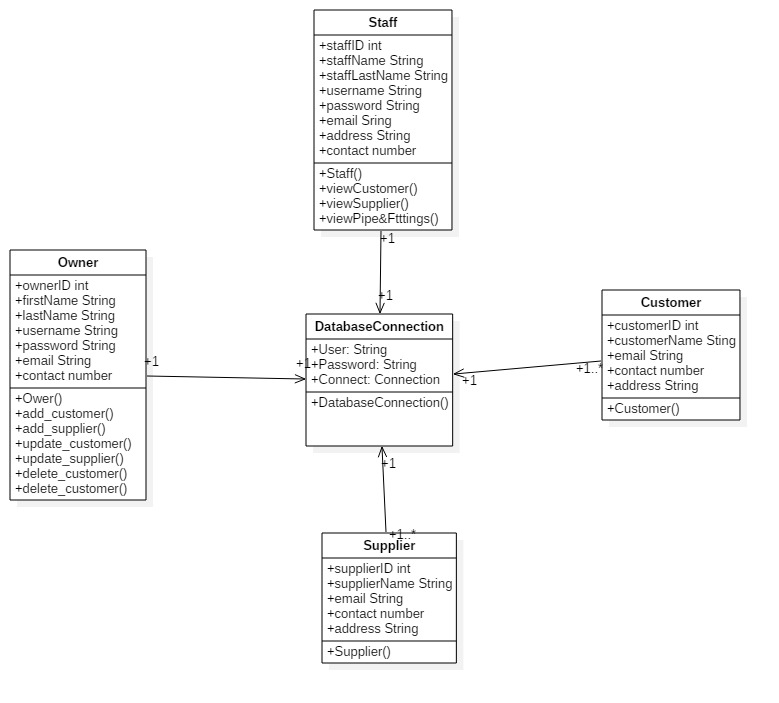 Staff
+staffID int
+staffName String
+staffLastName String
+username String
+password String
+email Sring
+address String
+contact number
+Staff()
+viewCustomer()
+viewSupplier()
+viewPipe&Ftttings()
+1
+1
Owner
+ownerID int
+firstName String
+lastName String
+username String
+password String
+email String
+contact number
+Ower()
+add_customer()
+add_supplier()
+update_customer()
+update_supplier()
+delete_customer()
+delete_customer()
+1
+1
DatabaseConnection
+User: String
+Password: String
+Connect: Connection
+DatabaseConnection()
+1
+1..*
Customer
+customerID int
+customerName Sting
+email String
+contact number
+address String
+Customer()
+1
+1..*
Supplier
+supplierID int
+supplierName String
+email String
+contact number
+address String
+Supplier()